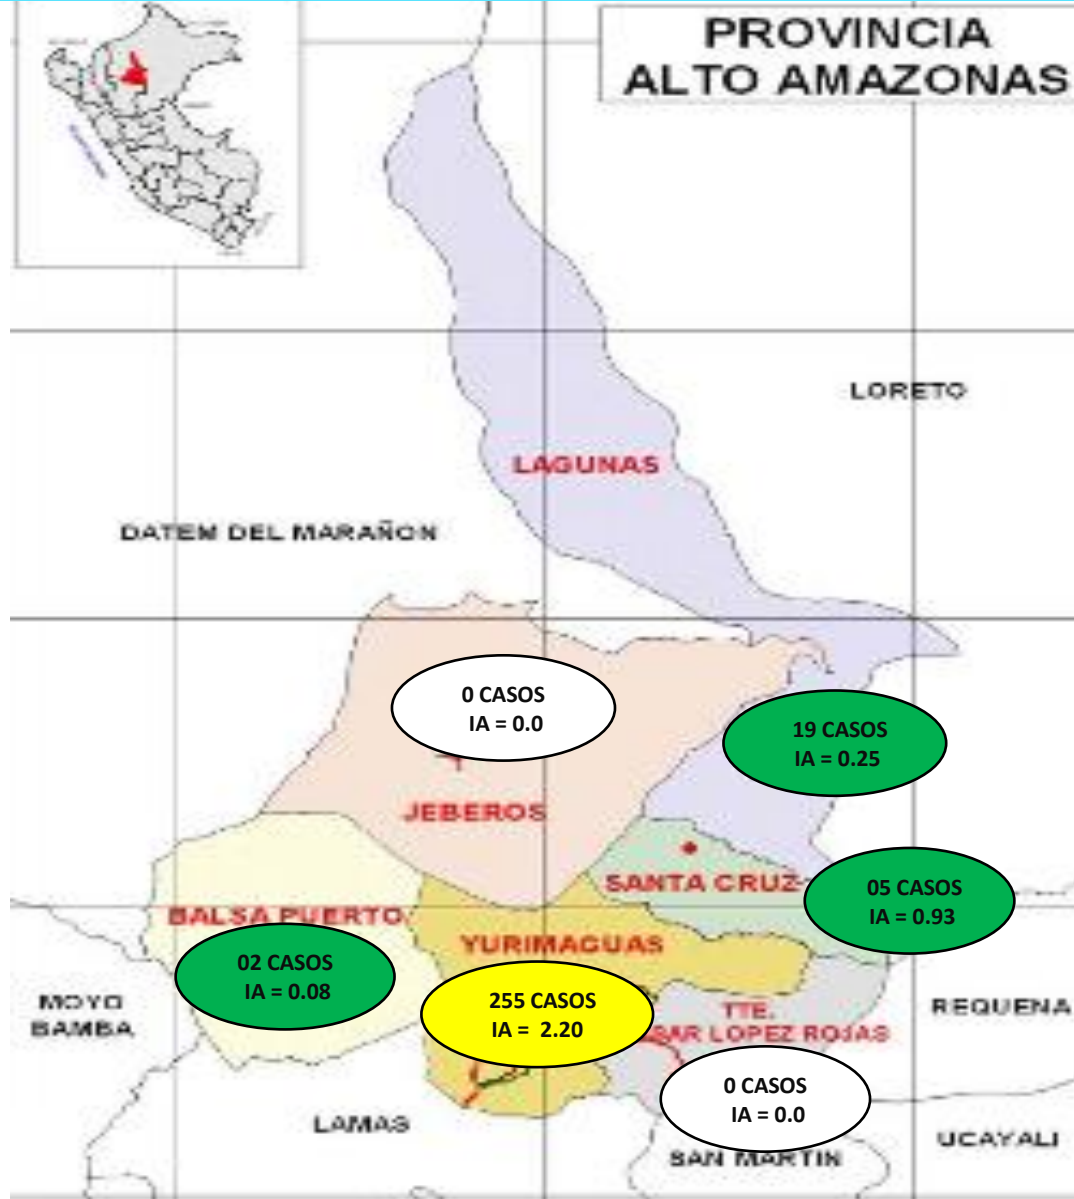 PROVINCIA
ALTO AMAZONAS
LORETO
LAGUNAS
DATEM DEL MARAÑON
0 CASOS
IA = 0.0
19 CASOS
IA = 0.25
JEBEROS
SANTA CRUZ
05 CASOS
IA = 0.93
BALSA PUERTO
YURIMAGUAS
02 CASOS
IA = 0.08
255 CASOS
IA = 2.20
MOYO
BAMBA
TTE.
SAR LOPEZ ROJAS
REQUENA
0 CASOS
IA = 0.0
LAMAS
UCAYALI
SAN MARTIN